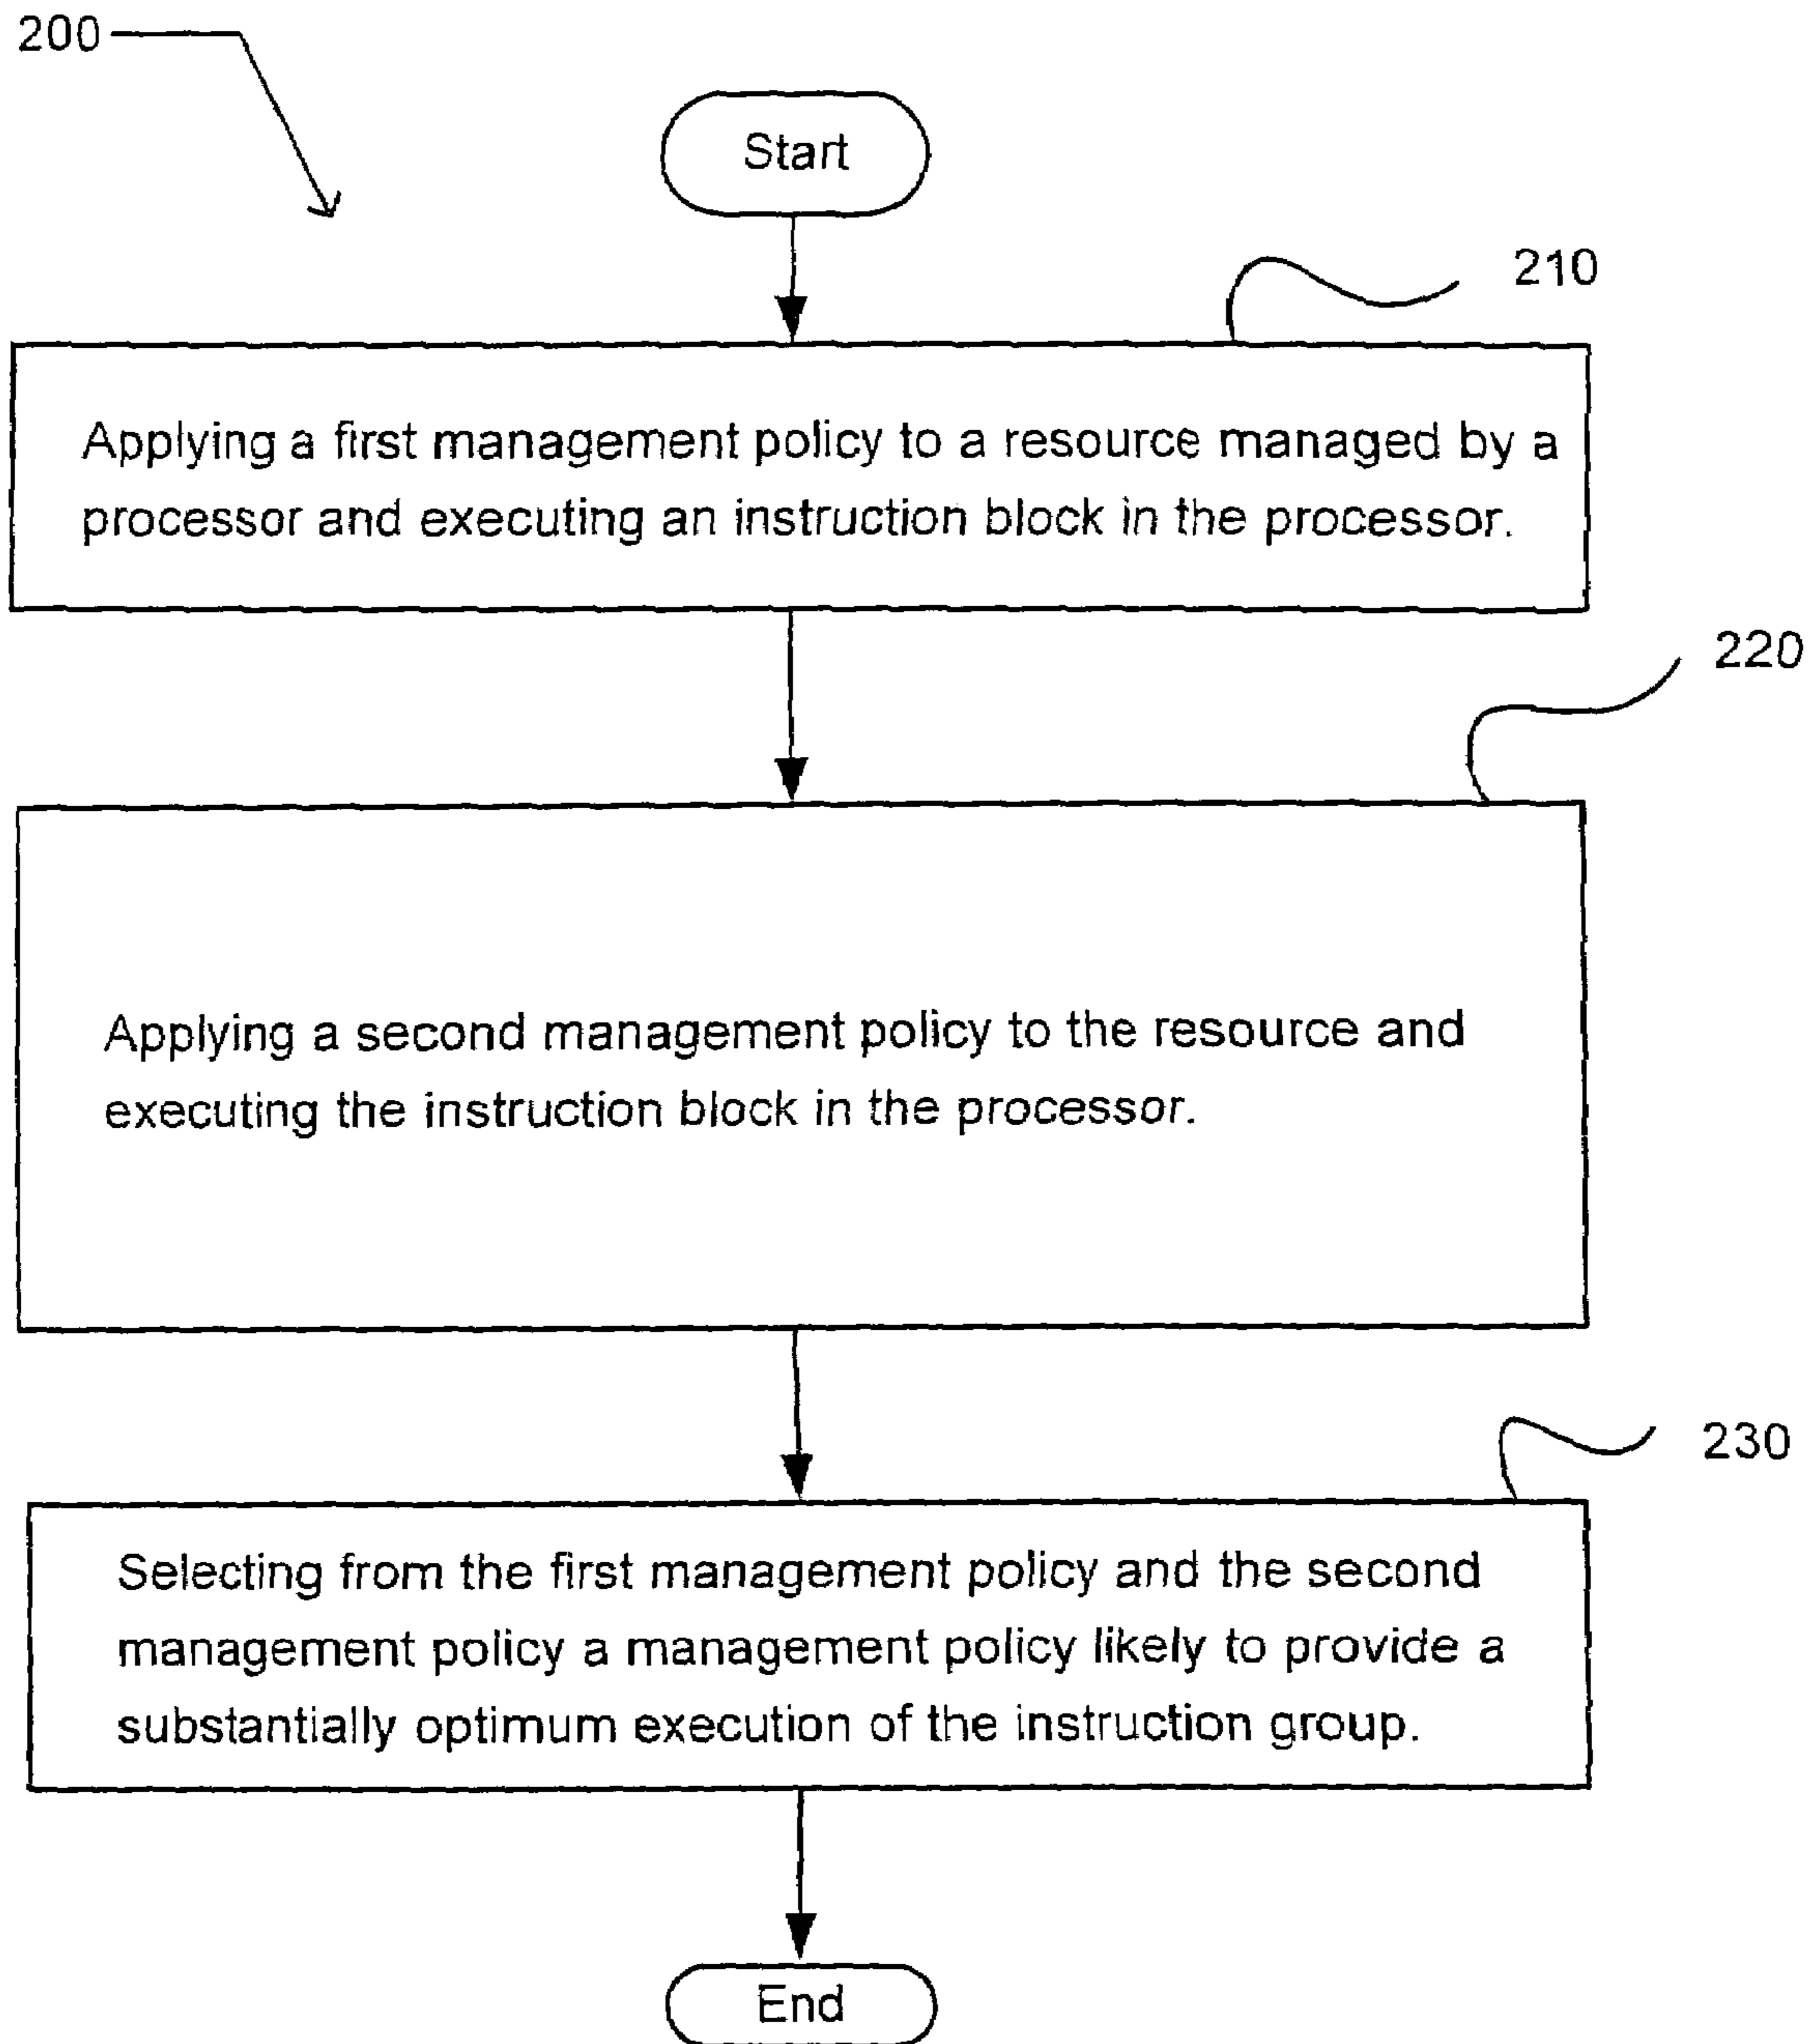 200
Start
210
Applying a first management policy to a resource managed by a
processor and executing an instruction block in the processor.
220
Applying a second management policy to the resource and
executing the instruction block in the processor.
230
Selecting from the first management policy and the second
management policy a management policy likely to provide a
substantially optimum execution of the instruction group.
End